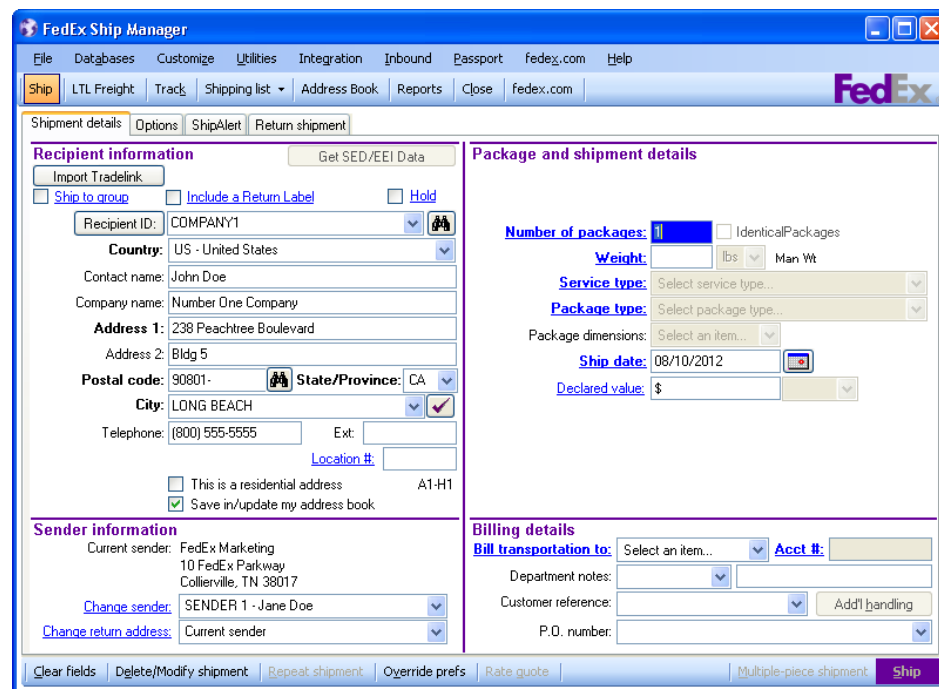 FedEx Ship Manager
File Databases Customize Utilities Integration Inbound Passport fedex.com Help
Ship LTL Freight Track Shipping list Address Book Reports Close fedex.com
FedEx
Shipment details Options ShipAlert Return shipment
Recipient information Get SED/EEI Data
Import Tradelink
Ship to group Include a Return Label Hold
Recipient ID: COMPANY1
Country: US - United States
Contact name: John Doe
Company name: Number One Company
Address 1: 238 Peachtree Boulevard
Address 2: Bldg 5
Postal code: 90801- State/Province: CA
City: LONG BEACH
Telephone: (800) 555-5555 Ext:
Location #:
This is a residential address A1-H1
Save in/update my address book
Package and shipment details
Number of packages: 1 IdenticalPackages
Weight: lbs Man Wt
Service type: Select service type...
Package type: Select package type...
Package dimensions: Select an item...
Ship date: 08/10/2012
Declared value: $
Sender information
Current sender: FedEx Marketing
10 FedEx Parkway
Collierville, TN 38017
Change sender: SENDER 1 - Jane Doe
Change return address: Current sender
Billing details
Bill transportation to: Select an item... Acct #:
Department notes:
Customer reference: Add'l handling
P.O. number:
Clear fields Delete/Modify shipment Repeat shipment Override prefs Rate quote Multiple-piece shipment Ship